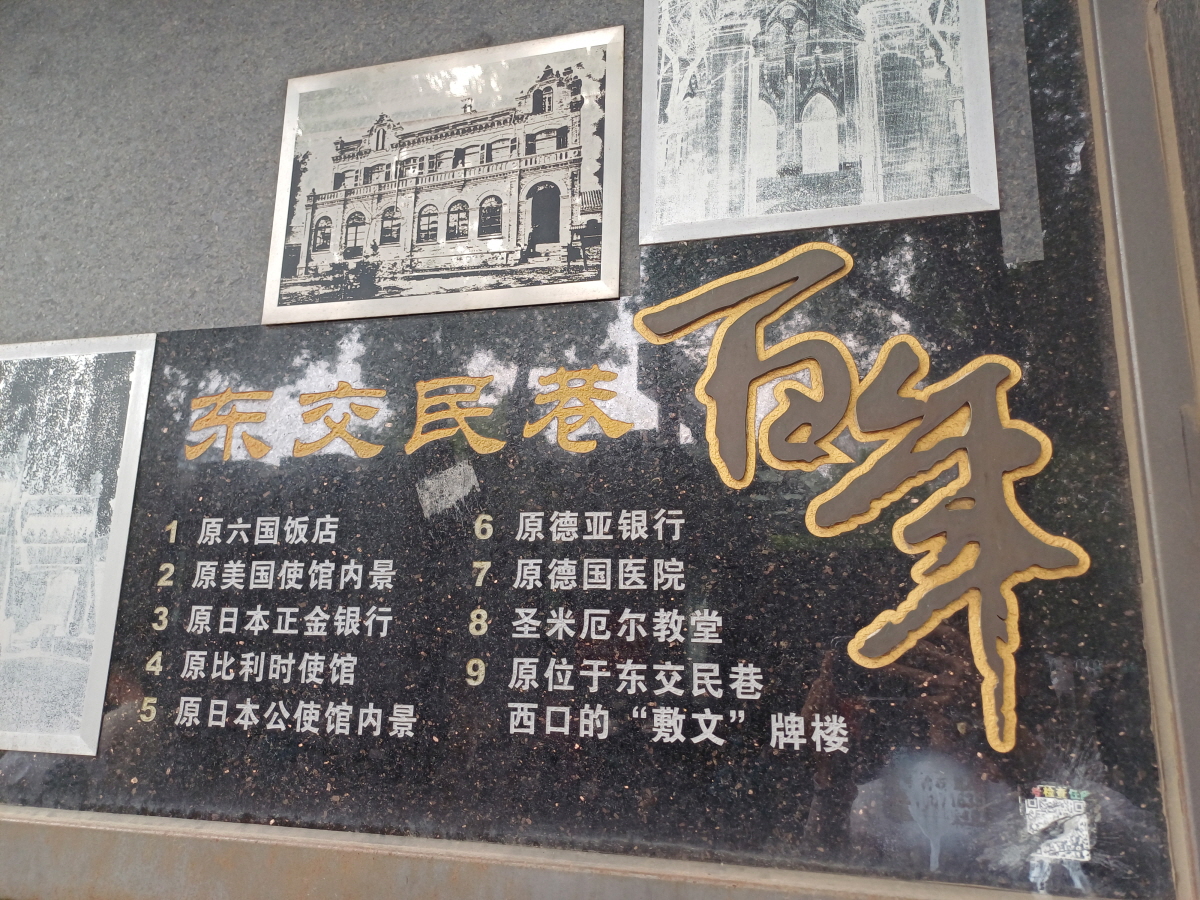 东交民巷
百年
1 原六国饭店
2 原美国使馆内景
3 原日本正金银行
4 原比利时使馆
5 原日本公使馆内景
6 原德亚银行
7 原德国医院
8 圣米厄尔教堂
9 原位于东交民巷
西口的“敷文”牌楼